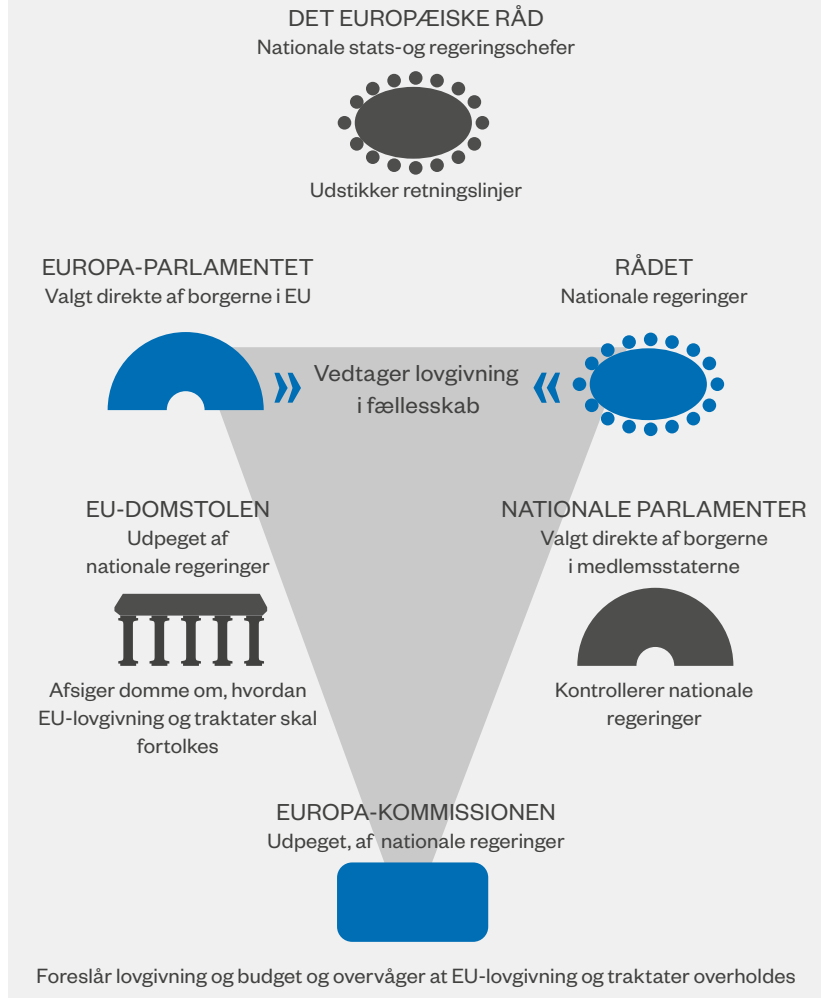 DET EUROPÆISKE RÅD
Nationale stats-og regeringschefer
Udstikker retningslinjer
EUROPA-PARLAMENTET
Valgt direkte af borgerne i EU
RÅDET
Nationale regeringer
Vedtager lovgivning
i fællesskab
EU-DOMSTOLEN
Udpeget af
nationale regeringer
Afsiger domme om, hvordan
EU-lovgivning og traktater skal
fortolkes
NATIONALE PARLAMENTER
Valgt direkte af borgerne
i medlemsstaterne
Kontrollerer nationale
regeringer
EUROPA-KOMMISSIONEN
Udpeget, af nationale regeringer
Foreslår lovgivning og budget og overvåger at EU-lovgivning og traktater overholdes